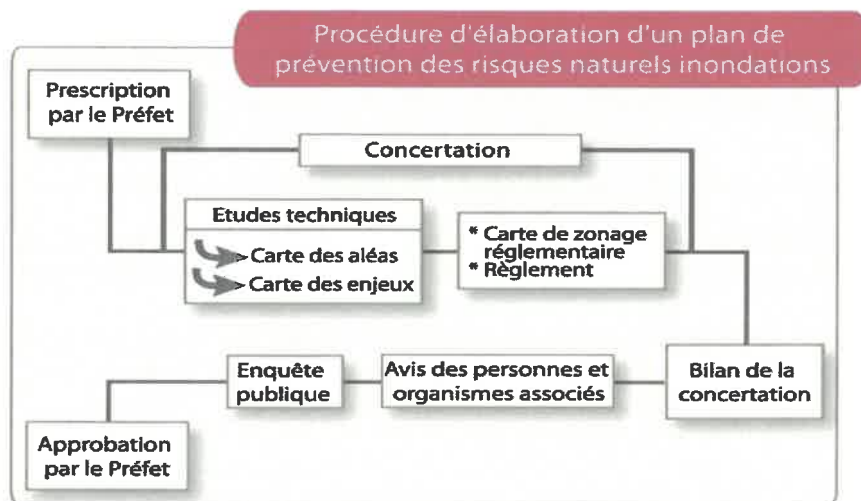 Procédure d'élaboration d'un plan de
prévention des risques naturels inondations
Prescription
par le Préfet
Concertation
Etudes techniques
Carte des aléas
Carte des enjeux
* Carte de zonage
réglementaire
* Règlement
Enquête
publique
Avis des personnes et
organismes associés
Bilan de la
concertation
Approbation
par le Préfet